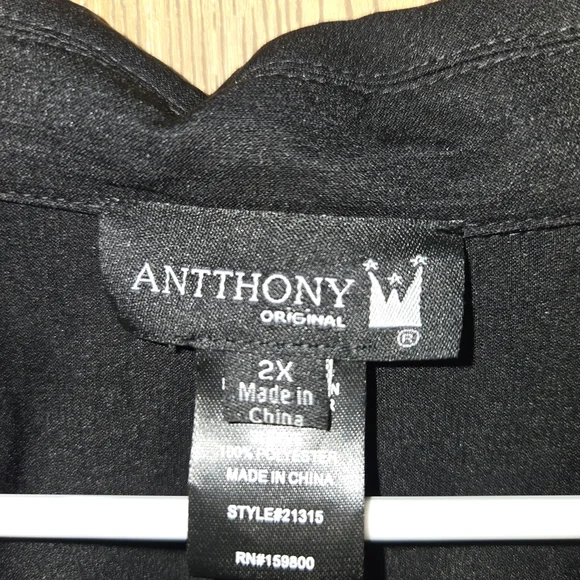 ANTTHONY
ORIGINAL
®
2X
Made in
China
100% POLYESTER
MADE IN CHINA
STYLE#21315
RN#159800